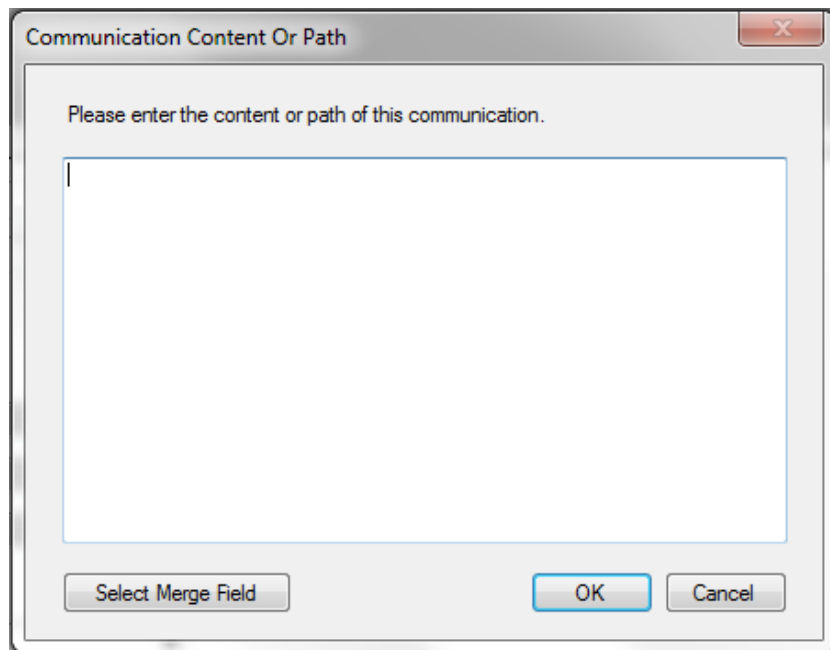 Communication Content Or Path
Please enter the content or path of this communication.
Select Merge Field
OK
Cancel